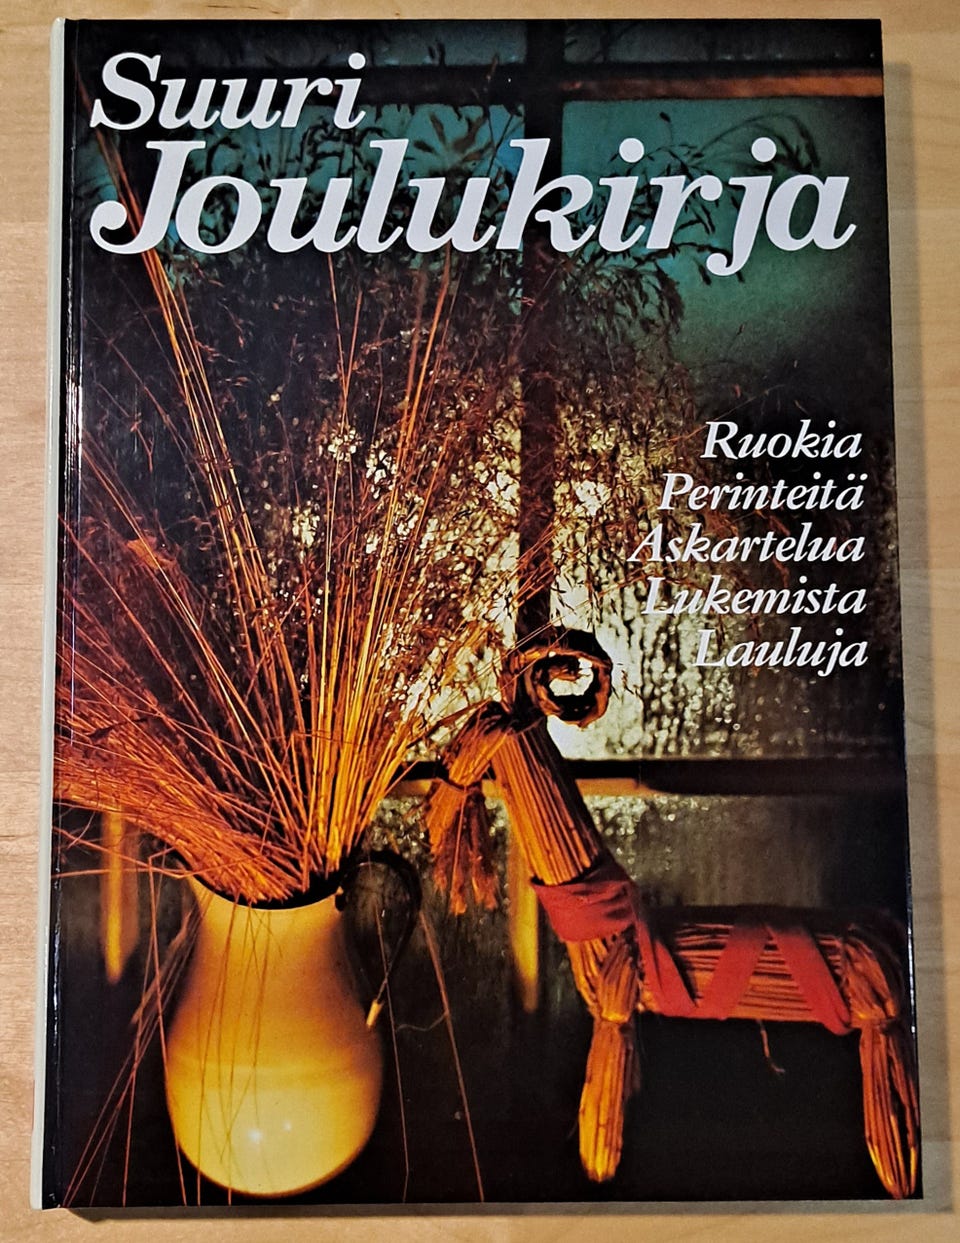 Suuri
Joulukirja
Ruokia
Perinteitä
Askartelua
Lukemista
Lauluja